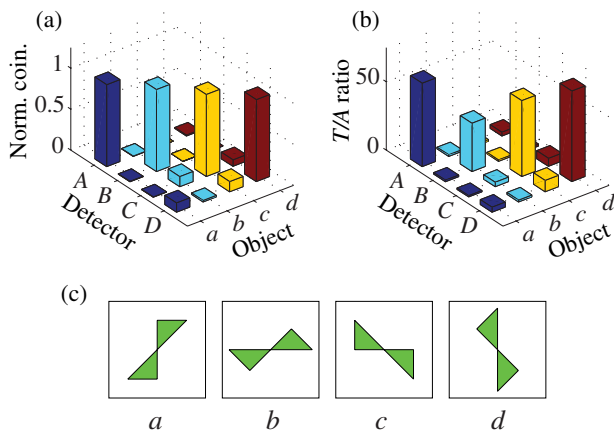 (a)
Norm. coin.
1
0.5
0
A
B
C
D
Detector
a
b
c
d
Object
(b)
T/A ratio
50
0
A
B
C
D
Detector
a
b
c
d
Object
(c)
a
b
c
d